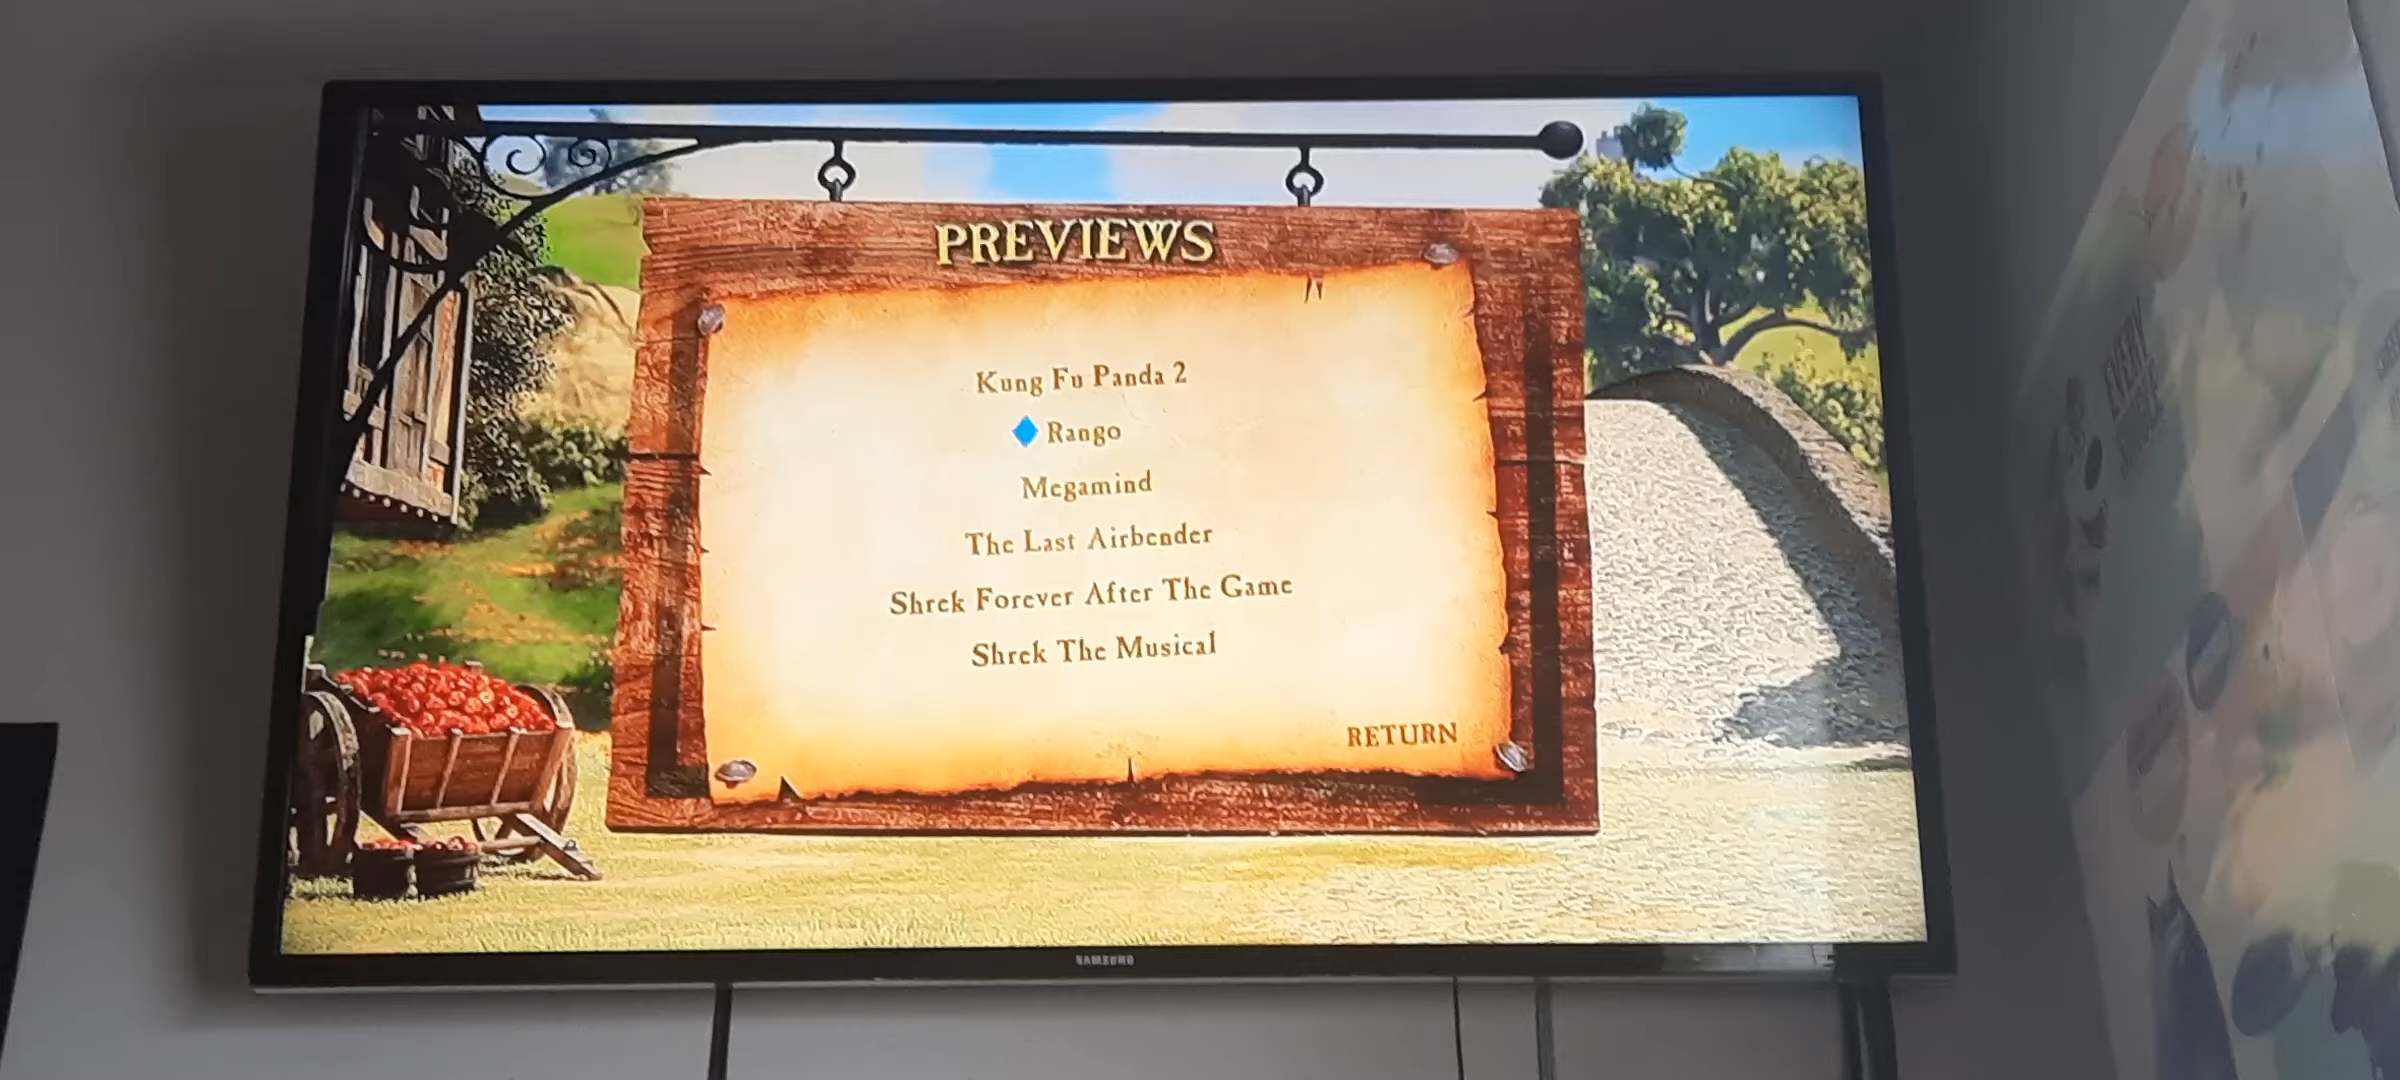 PREVIEWS
Kung Fu Panda 2
Rango
Megamind
The Last Airbender
Shrek Forever After The Game
Shrek The Musical
RETURN
SAMSUNG